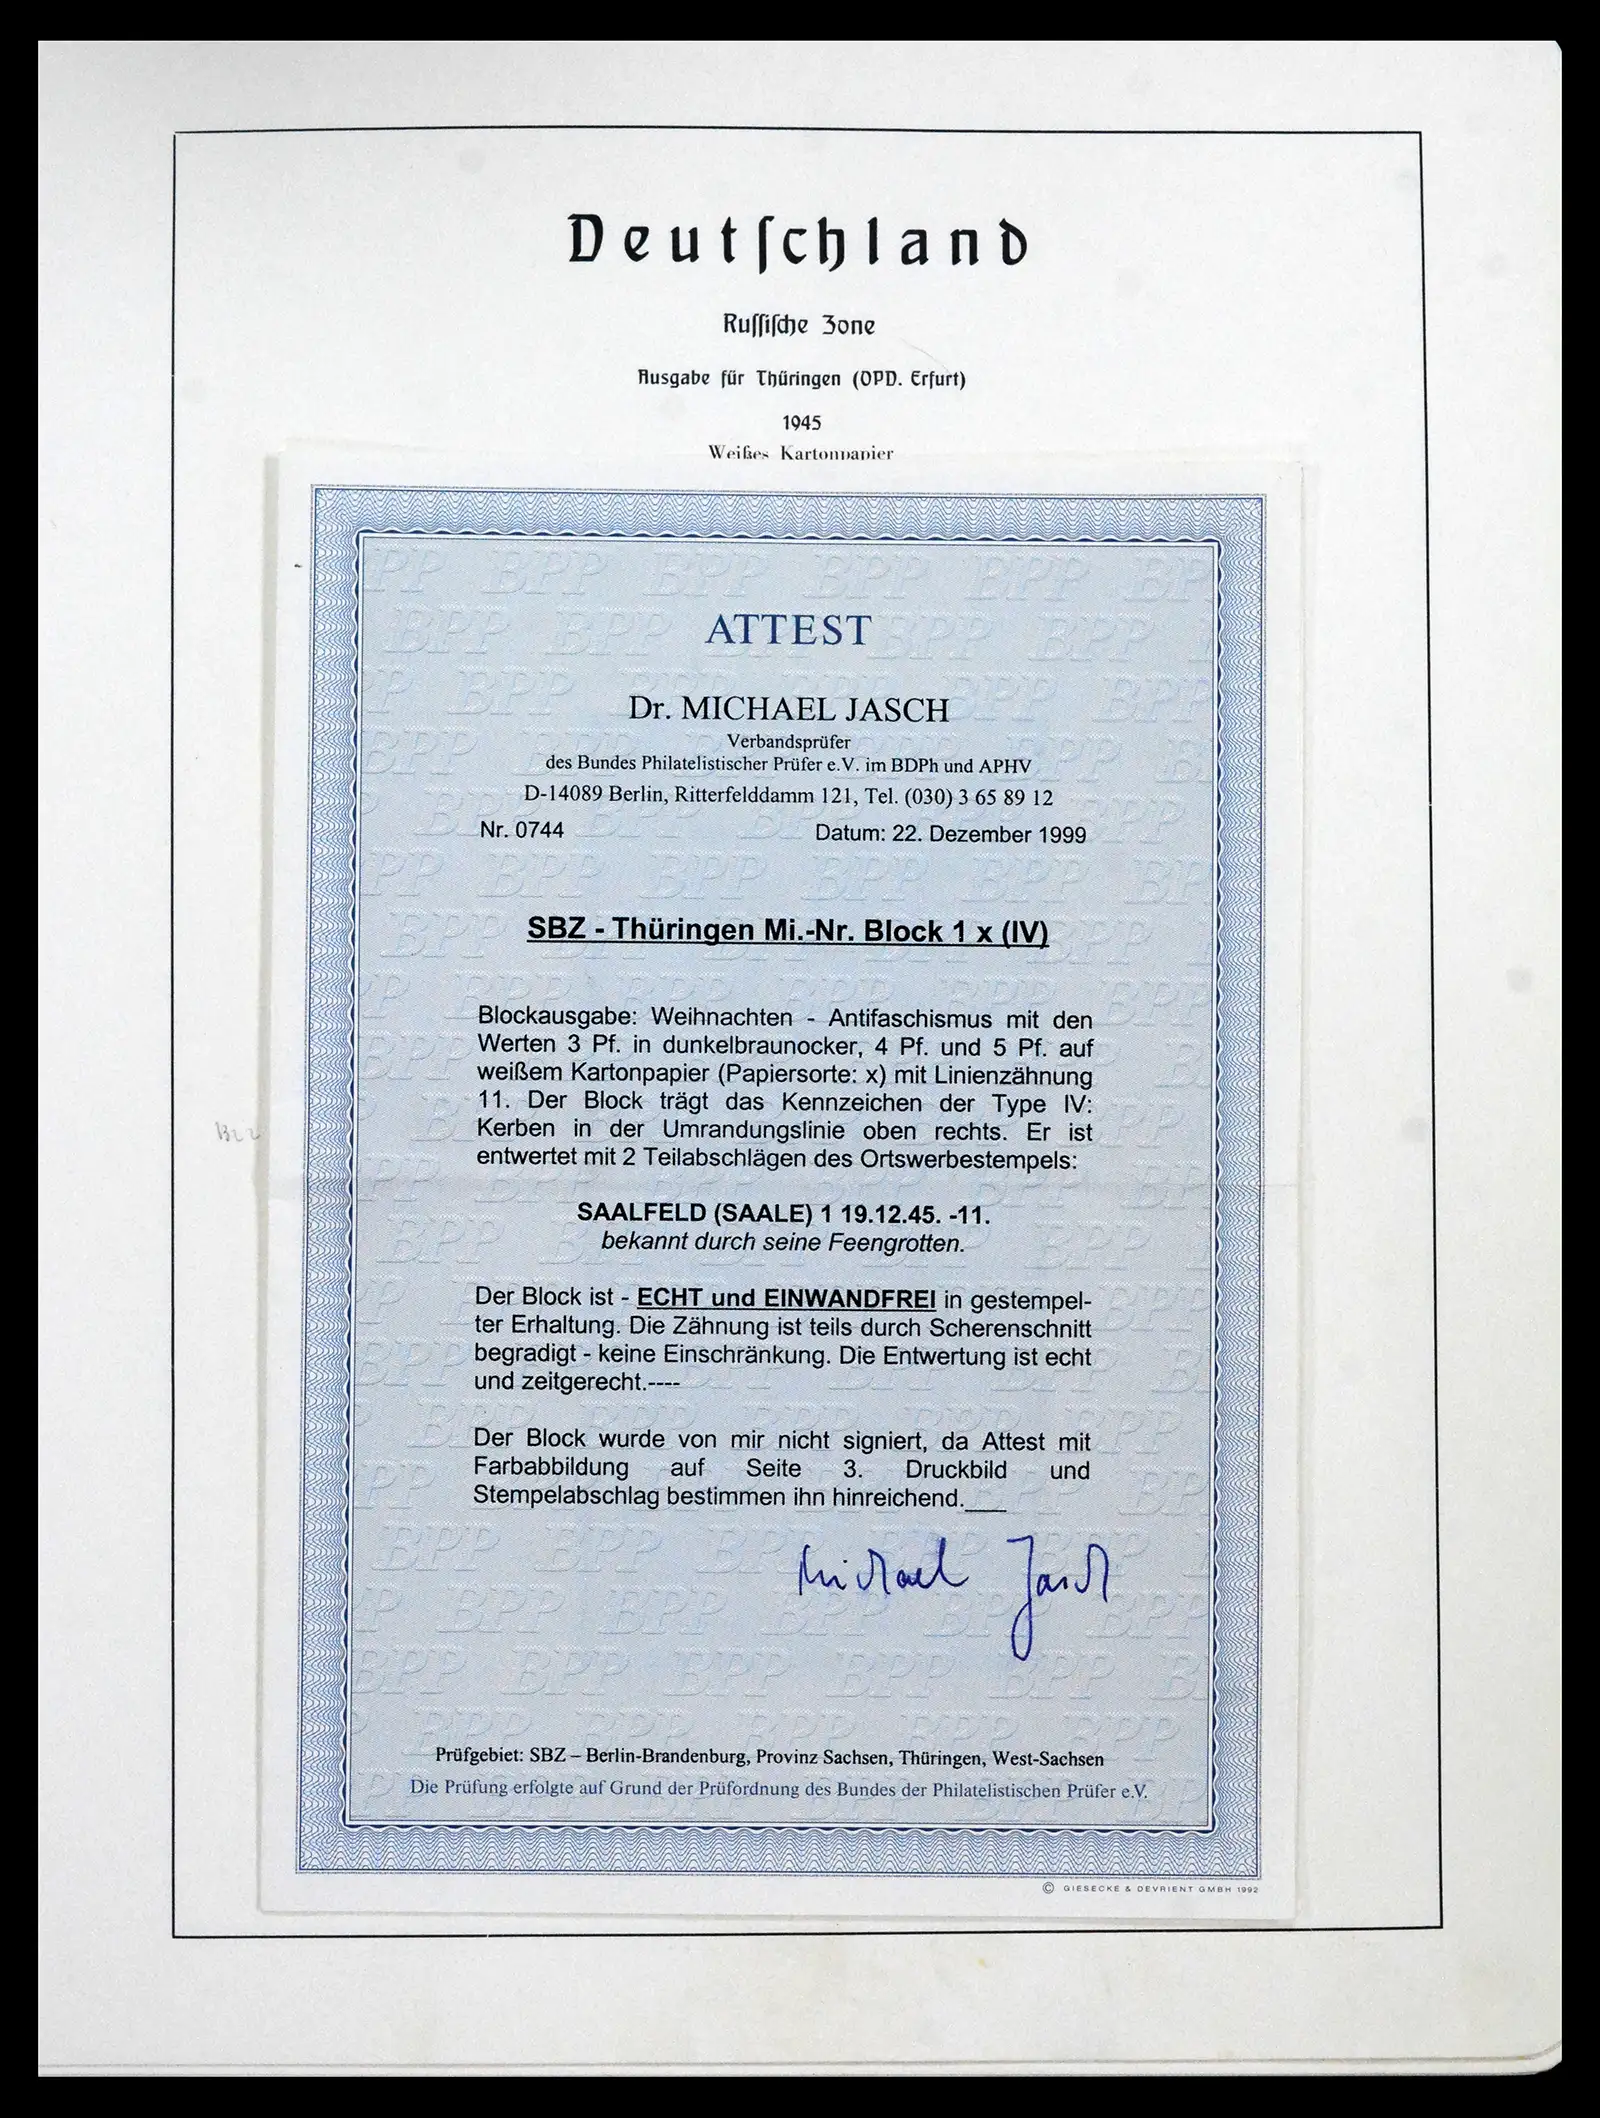 Deutſchland
Ruſſiſche Zone
Ausgabe für Thüringen (OPD. Erfurt)
1945
Weißes Kartonpapier
ATTEST
Dr. MICHAEL JASCH
Verbandsprüfer
des Bundes Philatelistischer Prüfer e.V. im BDPh und APHV
D-14089 Berlin, Ritterfelddamm 121, Tel. (030) 3 65 89 12
Nr. 0744 Datum: 22. Dezember 1999
SBZ - Thüringen Mi.-Nr. Block 1 x (IV)
Blockausgabe: Weihnachten - Antifaschismus mit den
Werten 3 Pf. in dunkelbraunocker, 4 Pf. und 5 Pf. auf
weißem Kartonpapier (Papiersorte: x) mit Linienzähnung
11. Der Block trägt das Kennzeichen der Type IV:
Kerben in der Umrandungslinie oben rechts. Er ist
entwertet mit 2 Teilabschlägen des Ortswerbestempels:
SAALFELD (SAALE) 1 19.12.45. -11.
bekannt durch seine Feengrotten.
Der Block ist - ECHT und EINWANDFREI in gestempel-
ter Erhaltung. Die Zähnung ist teils durch Scherenschnitt
begradigt - keine Einschränkung. Die Entwertung ist echt
und zeitgerecht.----
Der Block wurde von mir nicht signiert, da Attest mit
Farbabbildung auf Seite 3. Druckbild und
Stempelabschlag bestimmen ihn hinreichend.___
Michael Jasch
Prüfgebiet: SBZ – Berlin-Brandenburg, Provinz Sachsen, Thüringen, West-Sachsen
Die Prüfung erfolgte auf Grund der Prüfordnung des Bundes der Philatelistischen Prüfer e.V.
© GIESECKE & DEVRIENT GMBH 1992